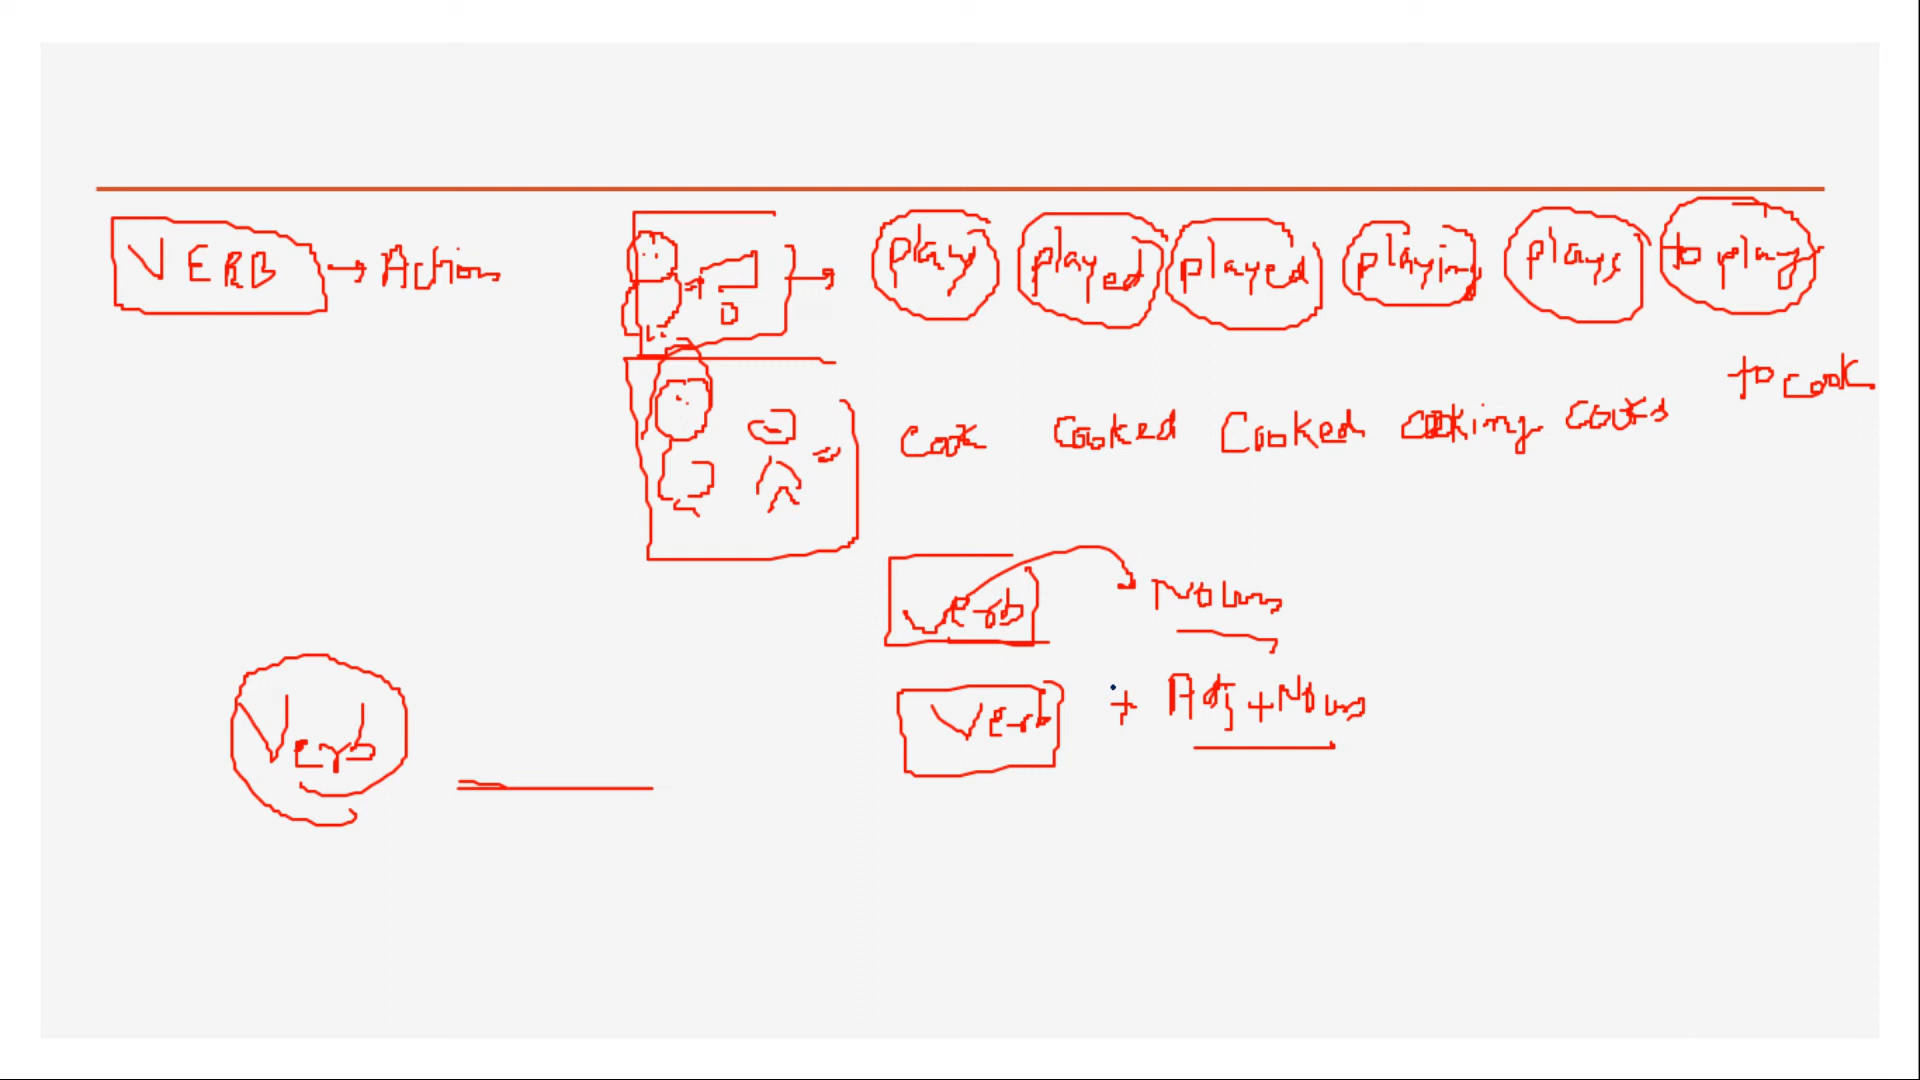 VERB → Action
play played played playing plays to play
to cook
cook cooked cooked cooking cooks
Verb Noun
Verb + Adj + Noun
Verb